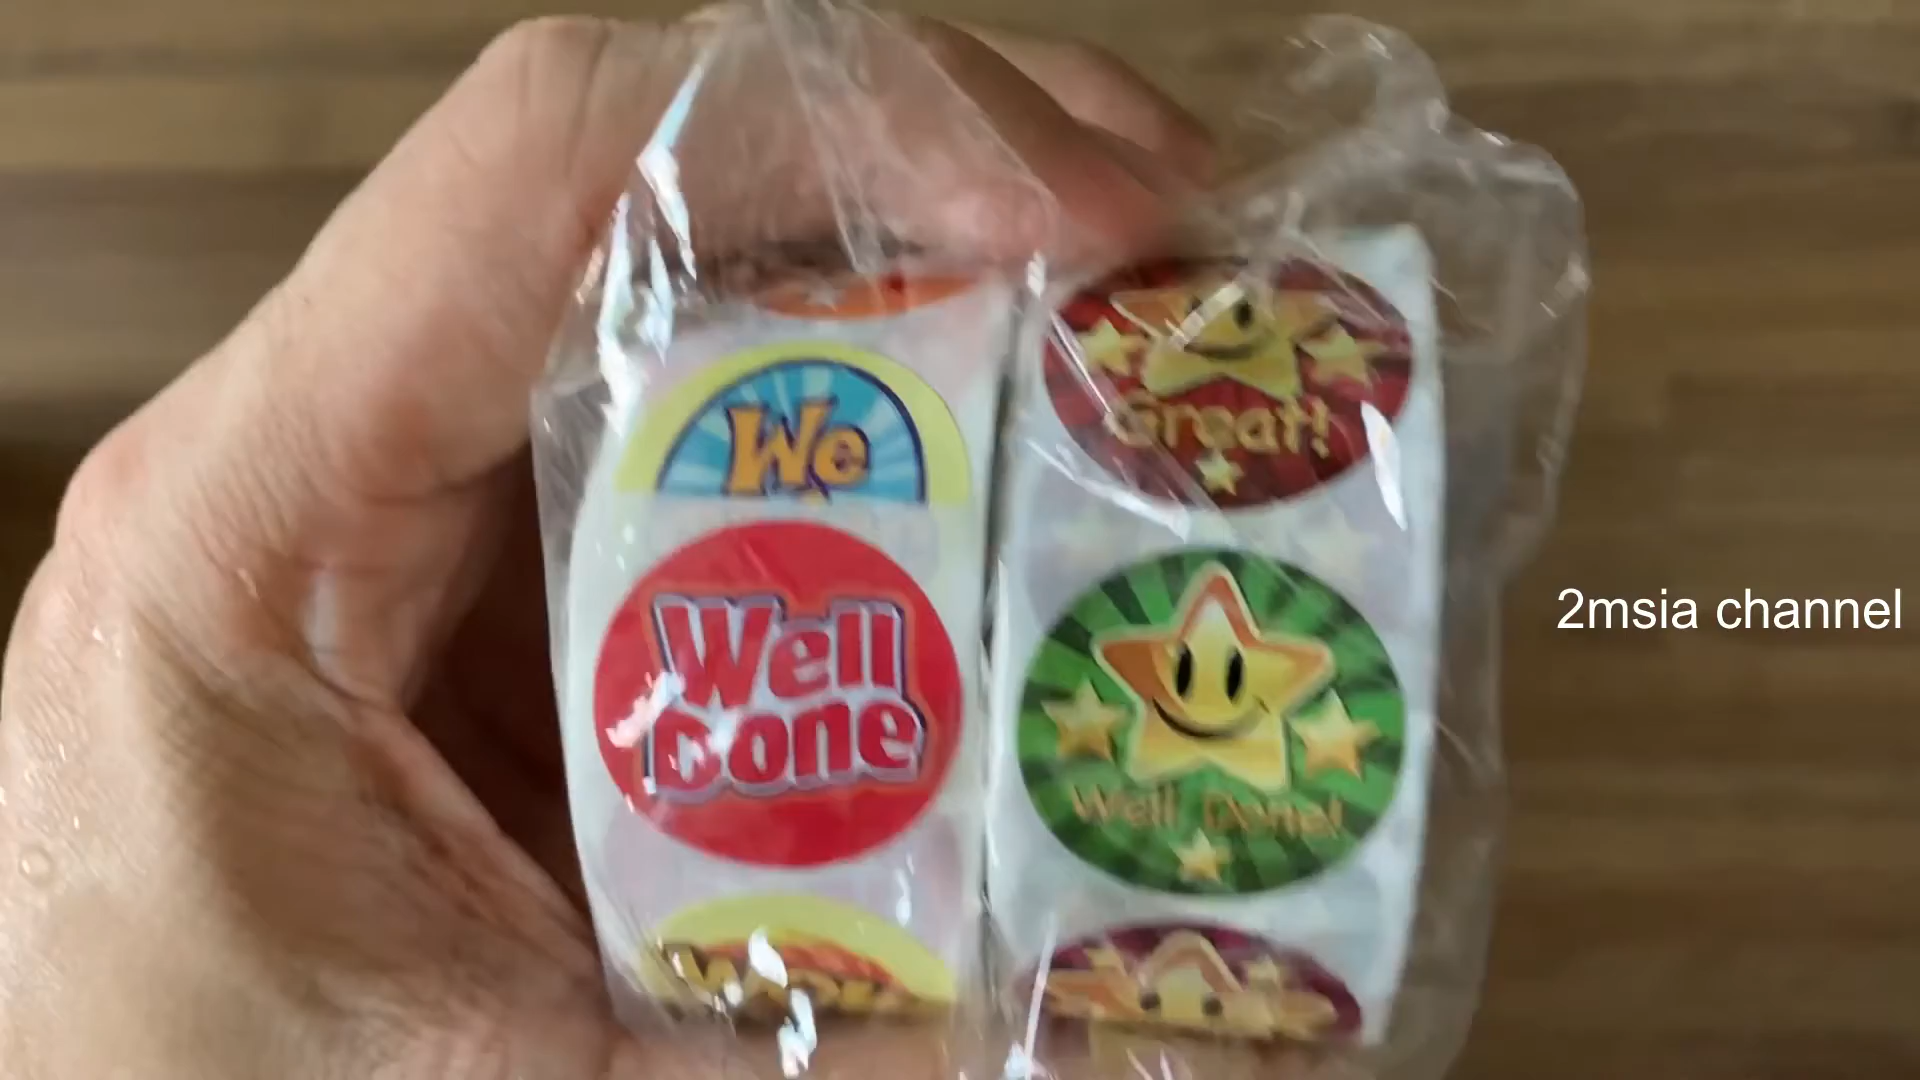 We
Well
Done
Great!
Well Done!
2msia channel